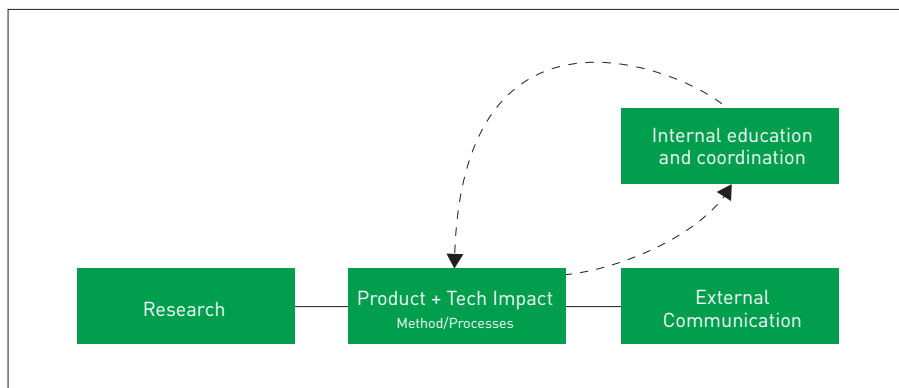 Internal education
and coordination
Research
Product + Tech Impact
Method/Processes
External
Communication